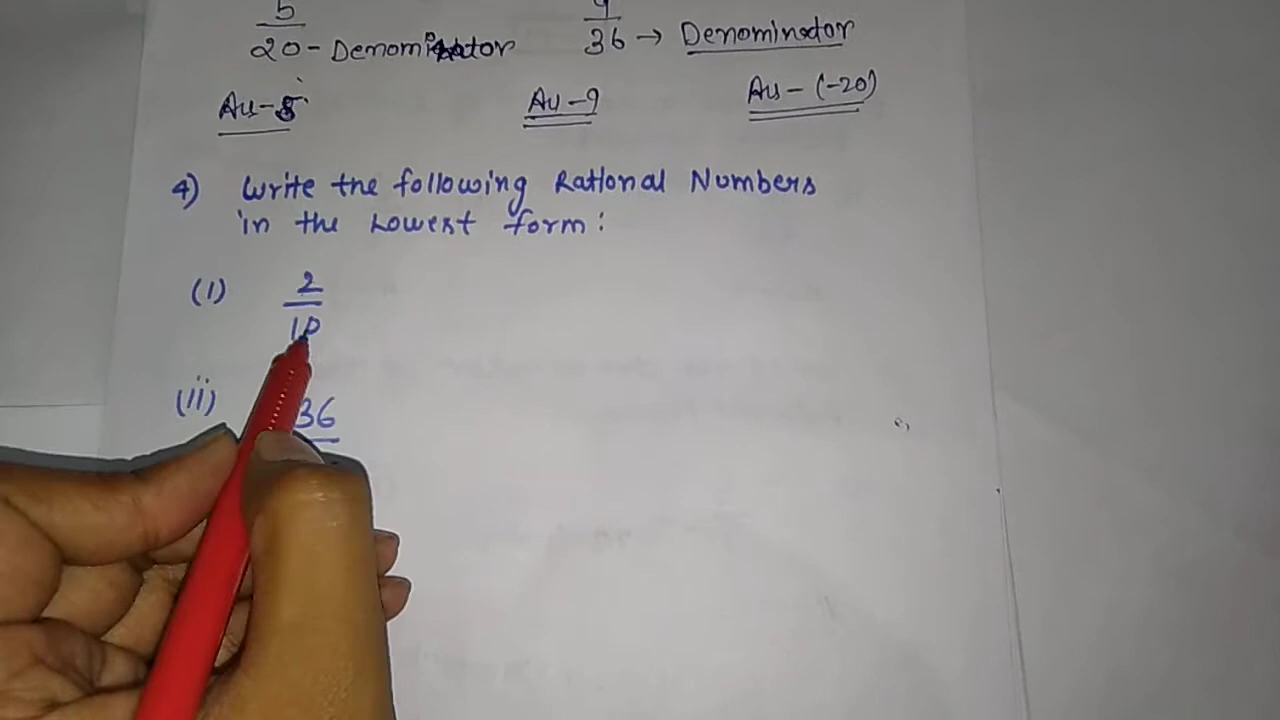 5 9
20 - Denominator 36 → Denominator
Au - 5 Au - 9 Au - (-20)
4) Write the following Rational Numbers
in the Lowest form :
(i) 2
10
(ii) 36